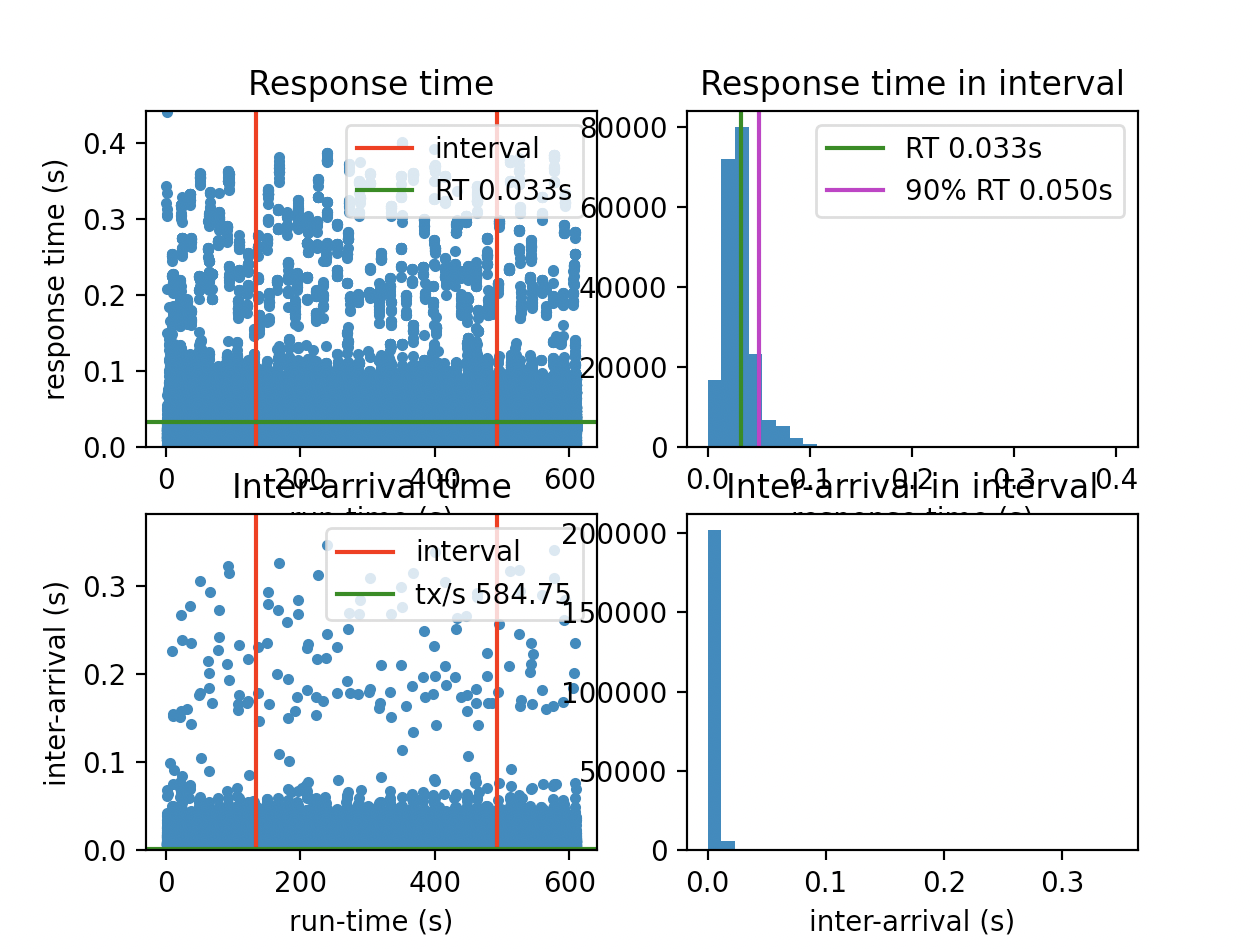 Response time
Response time in interval
response time (s)
0.4
0.3
0.2
0.1
0.0
interval
RT 0.033s
0
200
400
600
run-time (s)
80000
60000
40000
20000
0
RT 0.033s
90% RT 0.050s
0.0
0.1
0.2
0.3
0.4
response time (s)
Inter-arrival time
Inter-arrival in interval
inter-arrival (s)
0.3
0.2
0.1
0.0
interval
tx/s 584.75
0
200
400
600
run-time (s)
200000
150000
100000
50000
0
0.0
0.1
0.2
0.3
inter-arrival (s)